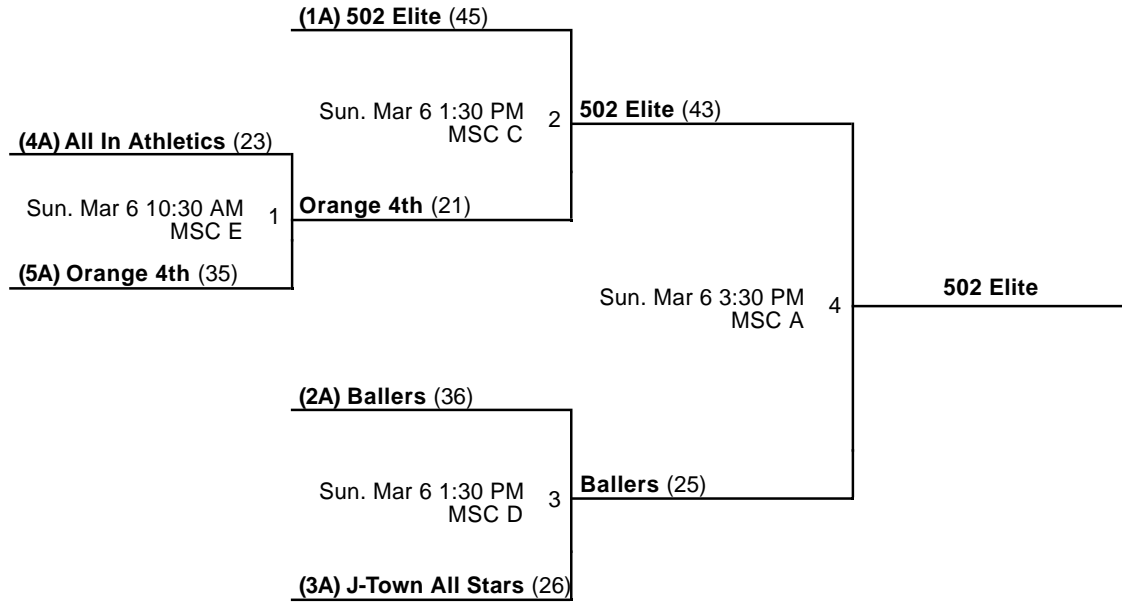 (1A) 502 Elite (45)
Sun. Mar 6 1:30 PM
MSC C
2
502 Elite (43)
(4A) All In Athletics (23)
Sun. Mar 6 10:30 AM
MSC E
1
Orange 4th (21)
(5A) Orange 4th (35)
Sun. Mar 6 3:30 PM
MSC A
4
502 Elite
(2A) Ballers (36)
Sun. Mar 6 1:30 PM
MSC D
3
Ballers (25)
(3A) J-Town All Stars (26)